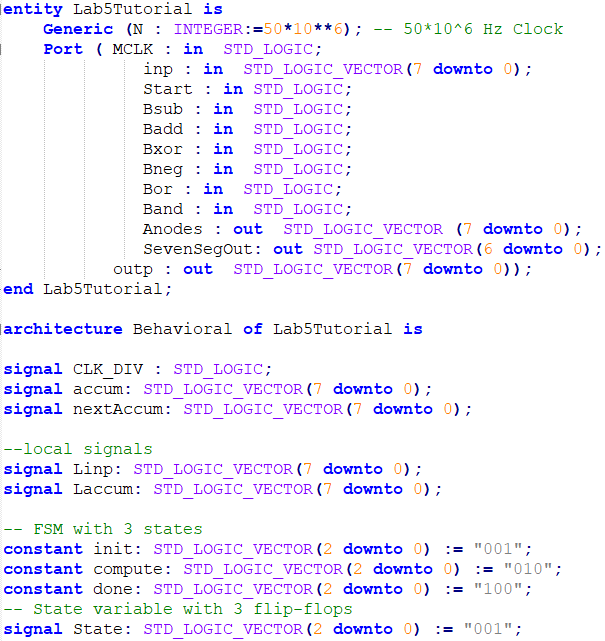 entity Lab5Tutorial is
Generic (N : INTEGER:=50*10**6); -- 50*10^6 Hz Clock
Port ( MCLK : in  STD_LOGIC;
inp : in  STD_LOGIC_VECTOR(7 downto 0);
Start : in STD_LOGIC;
Bsub : in  STD_LOGIC;
Badd : in  STD_LOGIC;
Bxor : in  STD_LOGIC;
Bneg : in  STD_LOGIC;
Bor : in  STD_LOGIC;
Band : in  STD_LOGIC;
Anodes : out  STD_LOGIC_VECTOR (7 downto 0);
SevenSegOut: out STD_LOGIC_VECTOR(6 downto 0);
outp : out  STD_LOGIC_VECTOR(7 downto 0));
end Lab5Tutorial;
architecture Behavioral of Lab5Tutorial is
signal CLK_DIV : STD_LOGIC;
signal accum: STD_LOGIC_VECTOR(7 downto 0);
signal nextAccum: STD_LOGIC_VECTOR(7 downto 0);
--local signals
signal Linp: STD_LOGIC_VECTOR(7 downto 0);
signal Laccum: STD_LOGIC_VECTOR(7 downto 0);
-- FSM with 3 states
constant init: STD_LOGIC_VECTOR(2 downto 0) := "001";
constant compute: STD_LOGIC_VECTOR(2 downto 0) := "010";
constant done: STD_LOGIC_VECTOR(2 downto 0) := "100";
-- State variable with 3 flip-flops
signal State: STD_LOGIC_VECTOR(2 downto 0) := "001";